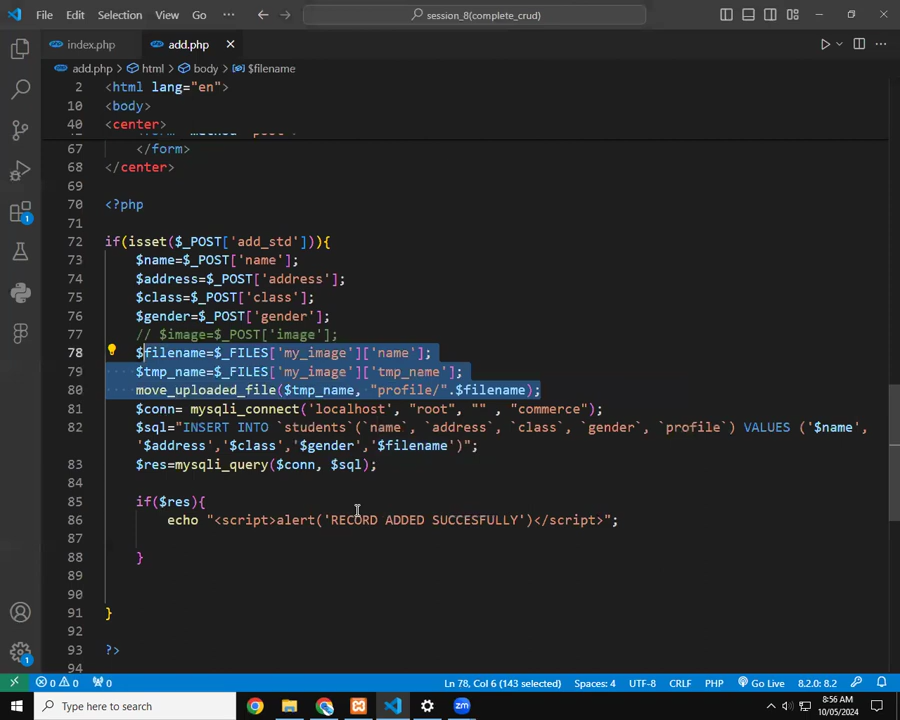 File Edit Selection View Go ··· session_8(complete_crud)
index.php add.php
add.php > html > body > $filename
2 <html lang="en">
10 <body>
40 <center>
67 </form>
68 </center>
69
70 <?php
71
72 if(isset($_POST['add_std'])){
73 $name=$_POST['name'];
74 $address=$_POST['address'];
75 $class=$_POST['class'];
76 $gender=$_POST['gender'];
77 // $image=$_POST['image'];
78 $filename=$_FILES['my_image']['name'];
79 $tmp_name=$_FILES['my_image']['tmp_name'];
80 move_uploaded_file($tmp_name, "profile/".$filename);
81 $conn= mysqli_connect('localhost', "root", "" , "commerce");
82 $sql="INSERT INTO `students`(`name`, `address`, `class`, `gender`, `profile`) VALUES ('$name',
'$address','$class','$gender','$filename')";
83 $res=mysqli_query($conn, $sql);
84
85 if($res){
86 echo "<script>alert('RECORD ADDED SUCCESFULLY')</script>";
87
88 }
89
90
91 }
92
93 ?>
94
1
1
0 0 0 Ln 78, Col 6 (143 selected) Spaces: 4 UTF-8 CRLF PHP Go Live 8.2.0: 8.2
Type here to search 8:56 AM
10/05/2024